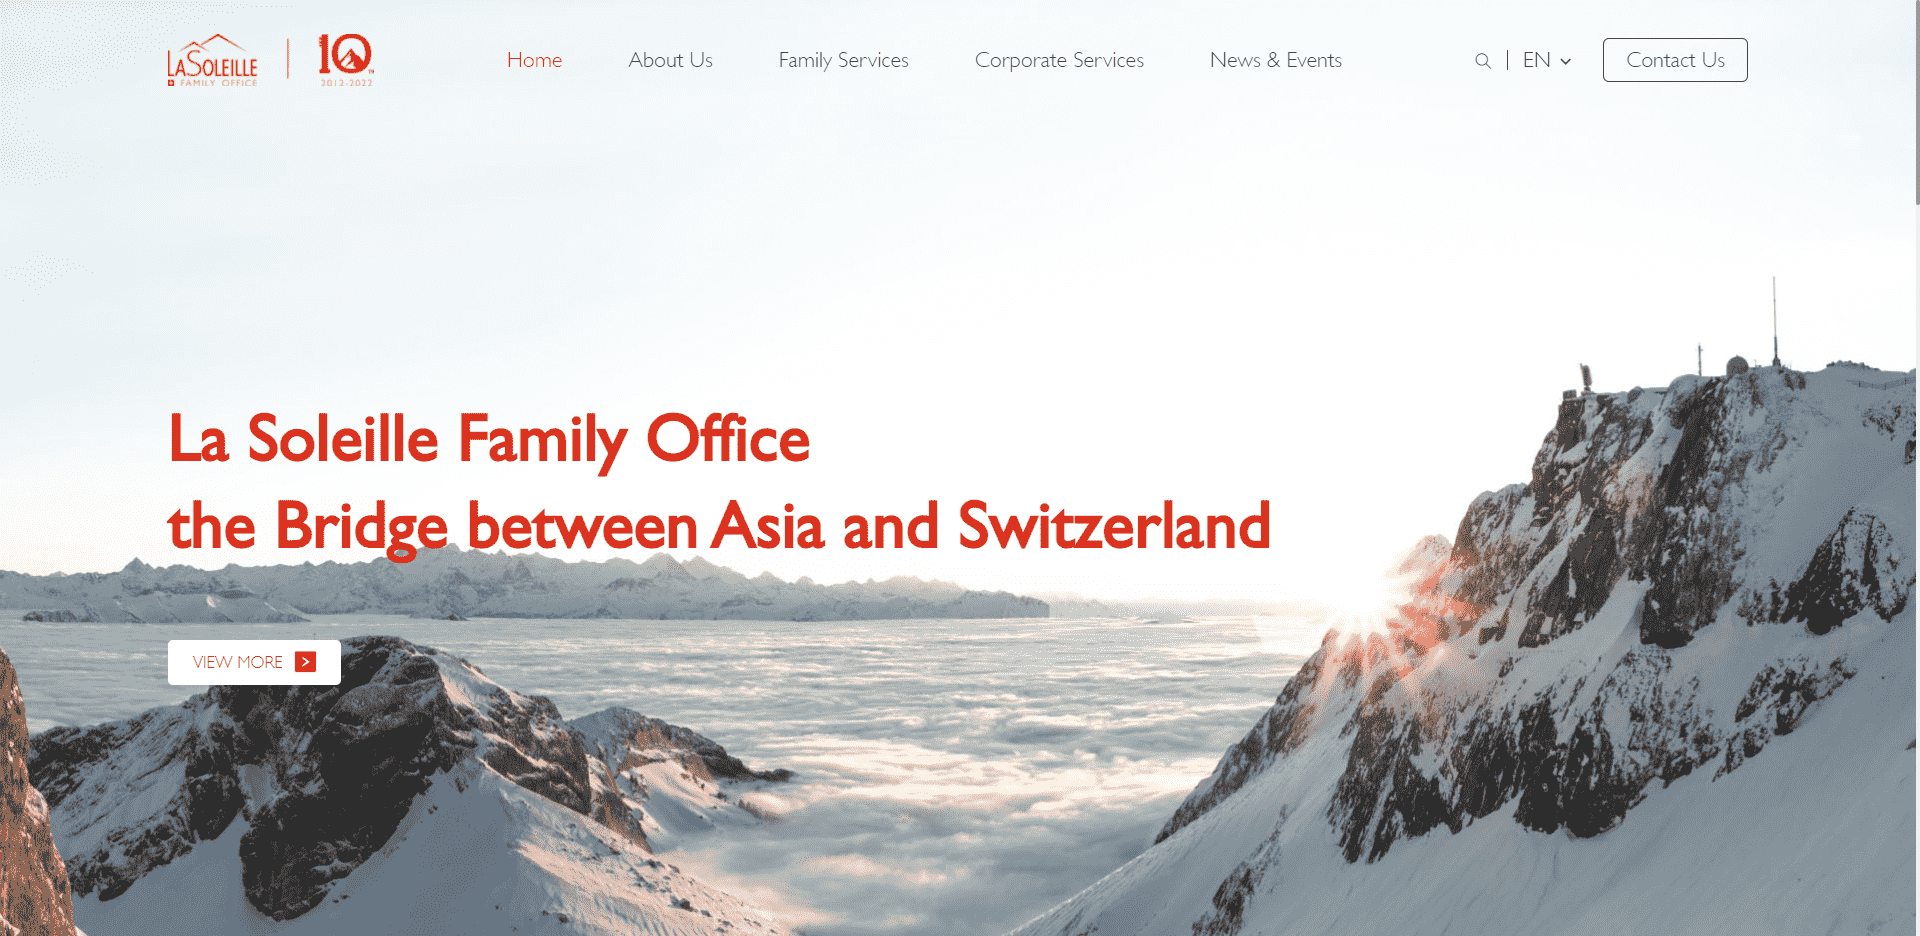 LASOLEILLE
FAMILY OFFICE
10
TM
2012-2022
Home
About Us
Family Services
Corporate Services
News & Events
EN
Contact Us
La Soleille Family Office
the Bridge between Asia and Switzerland
VIEW MORE